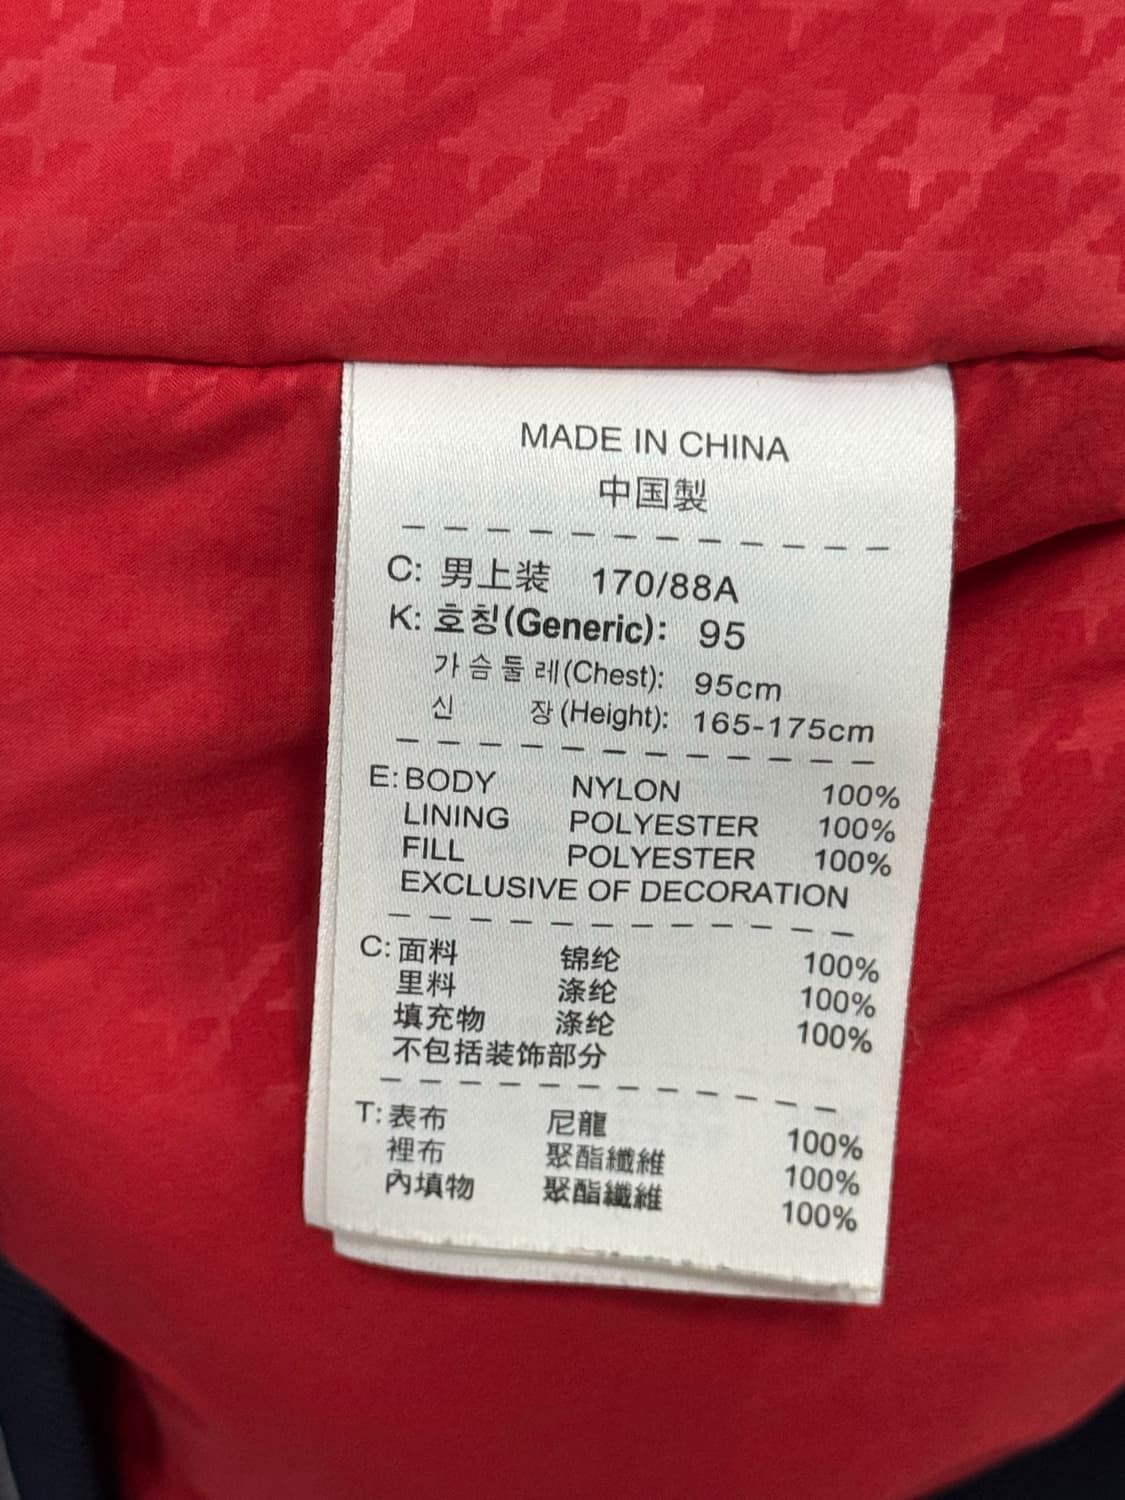 MADE IN CHINA
中国製
C: 男上装 170/88A
K: 호칭(Generic): 95
가슴둘레(Chest): 95cm
신 장(Height): 165-175cm
E: BODY NYLON 100%
LINING POLYESTER 100%
FILL POLYESTER 100%
EXCLUSIVE OF DECORATION
C: 面料 锦纶 100%
里料 涤纶 100%
填充物 涤纶 100%
不包括装饰部分
T: 表布 尼龍 100%
裡布 聚酯纖維 100%
內填物 聚酯纖維 100%